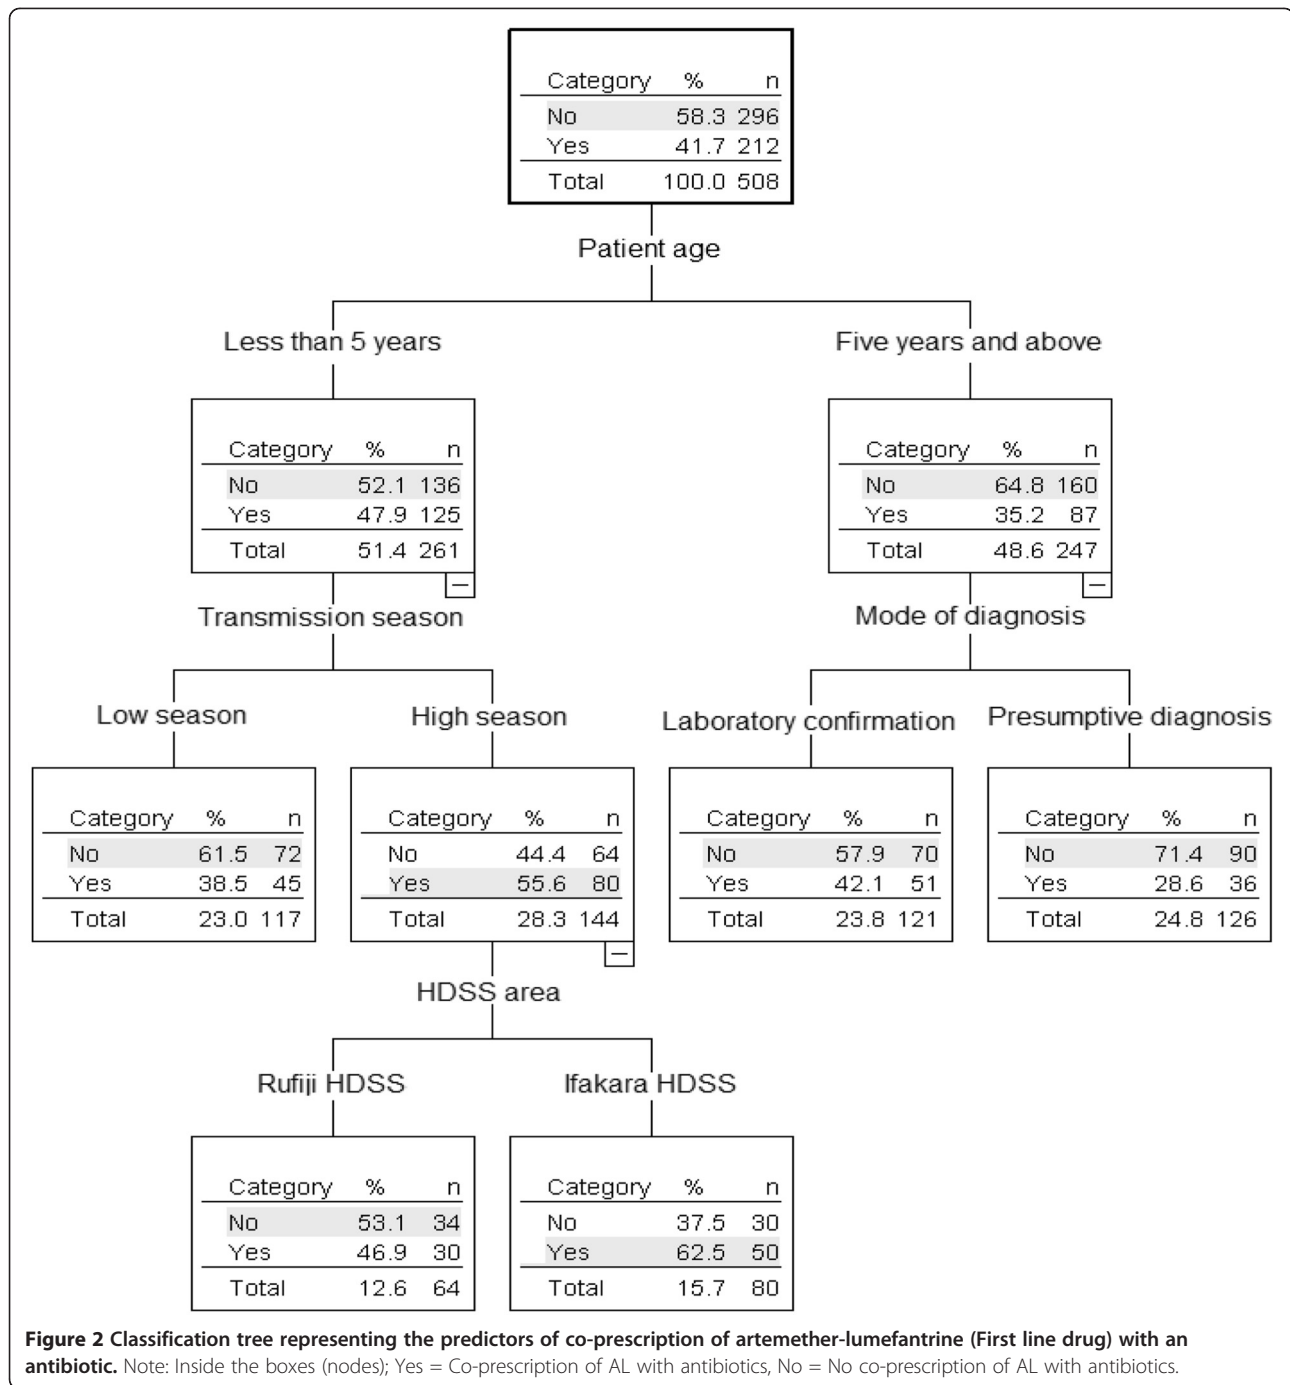 Category % n
No 58.3 296
Yes 41.7 212
Total 100.0 508
Patient age
Less than 5 years
Five years and above
Category % n
No 52.1 136
Yes 47.9 125
Total 51.4 261
Category % n
No 64.8 160
Yes 35.2 87
Total 48.6 247
Transmission season
Mode of diagnosis
Low season
High season
Laboratory confirmation
Presumptive diagnosis
Category % n
No 61.5 72
Yes 38.5 45
Total 23.0 117
Category % n
No 44.4 64
Yes 55.6 80
Total 28.3 144
Category % n
No 57.9 70
Yes 42.1 51
Total 23.8 121
Category % n
No 71.4 90
Yes 28.6 36
Total 24.8 126
HDSS area
Rufiji HDSS
Ifakara HDSS
Category % n
No 53.1 34
Yes 46.9 30
Total 12.6 64
Category % n
No 37.5 30
Yes 62.5 50
Total 15.7 80
Figure 2 Classification tree representing the predictors of co-prescription of artemether-lumefantrine (First line drug) with an
antibiotic. Note: Inside the boxes (nodes); Yes = Co-prescription of AL with antibiotics, No = No co-prescription of AL with antibiotics.